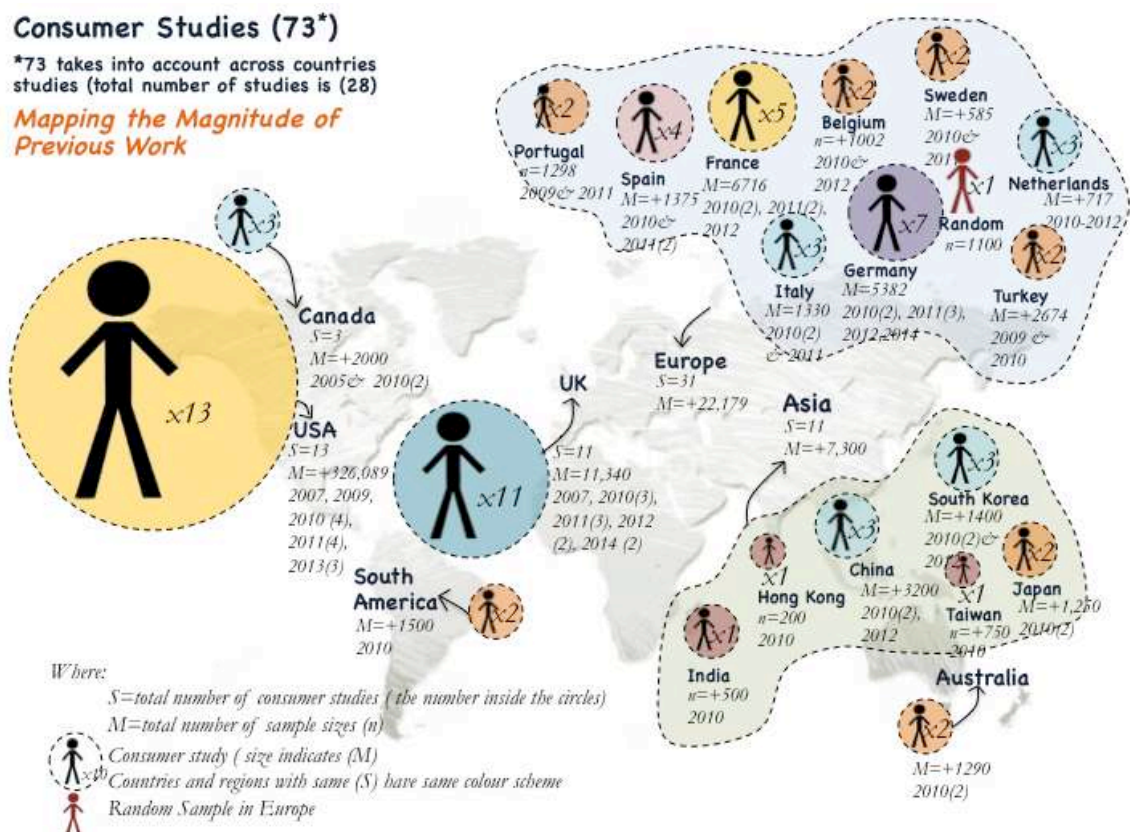 Consumer Studies (73*)
*73 takes into account across countries
studies (total number of studies is (28)
Mapping the Magnitude of
Previous Work
x2
Portugal
n=1298
2009& 2011
x4
Spain
M=+1375
2010&
2011(2)
x5
France
M=6716
2010(2), 2011(2),
2012
x2
Belgium
n=+1002
2010&
2012
x2
Sweden
M=+585
2010&
x1
Random
n=1100
x3
Netherlands
M=+717
2010-2012
x3
Italy
M=1330
2010(2)
& 2011
x7
Germany
M=5382
2010(2), 2011(3),
2012,2014
x2
Turkey
M=+2674
2009 &
2010
x3
Canada
S=3
M=+2000
2005& 2010(2)
x13
USA
S=13
M=+326,089
2007, 2009,
2010 (4),
2011(4),
2013(3)
x11
UK
S=11
M=11,340
2007, 2010(3),
2011(3), 2012
(2), 2014 (2)
Europe
S=31
M=+22,179
Asia
S=11
M=+7,300
x3
South Korea
M=+1400
2010(2)&
x3
China
M=+3200
2010(2),
2012
x1
Hong Kong
n=200
2010
x1
Taiwan
n=+750
2010
x2
Japan
M=+1,250
2010(2)
x1
India
n=+500
2010
South
America
M=+1500
2010
x2
Australia
x2
M=+1290
2010(2)
Where:
S=total number of consumer studies ( the number inside the circles)
M=total number of sample sizes (n)
x10
Consumer study ( size indicates (M)
Countries and regions with same (S) have same colour scheme
Random Sample in Europe